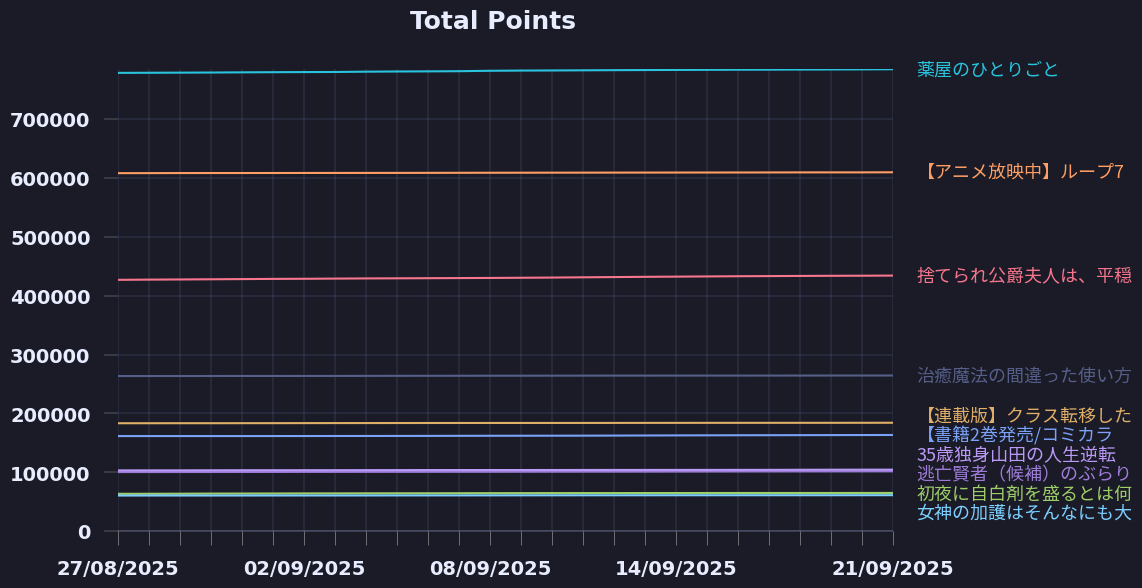 Total Points
薬屋のひとりごと
700000
【アニメ放映中】ループ7
600000
500000
捨てられ公爵夫人は、平穏
400000
300000
治癒魔法の間違った使い方
200000
【連載版】クラス転移した
【書籍2巻発売/コミカラ
35歳独身山田の人生逆転
100000
逃亡賢者（候補）のぶらり
初夜に自白剤を盛るとは何
女神の加護はそんなにも大
0
27/08/2025 02/09/2025 08/09/2025 14/09/2025 21/09/2025